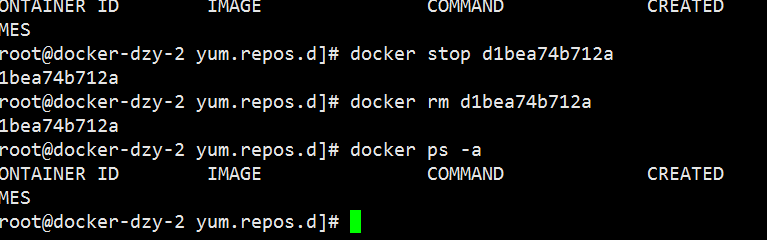 ONTAINER ID IMAGE COMMAND CREATED
MES
root@docker-dzy-2 yum.repos.d]# docker stop d1bea74b712a
1bea74b712a
root@docker-dzy-2 yum.repos.d]# docker rm d1bea74b712a
1bea74b712a
root@docker-dzy-2 yum.repos.d]# docker ps -a
ONTAINER ID IMAGE COMMAND CREATED
MES
root@docker-dzy-2 yum.repos.d]#